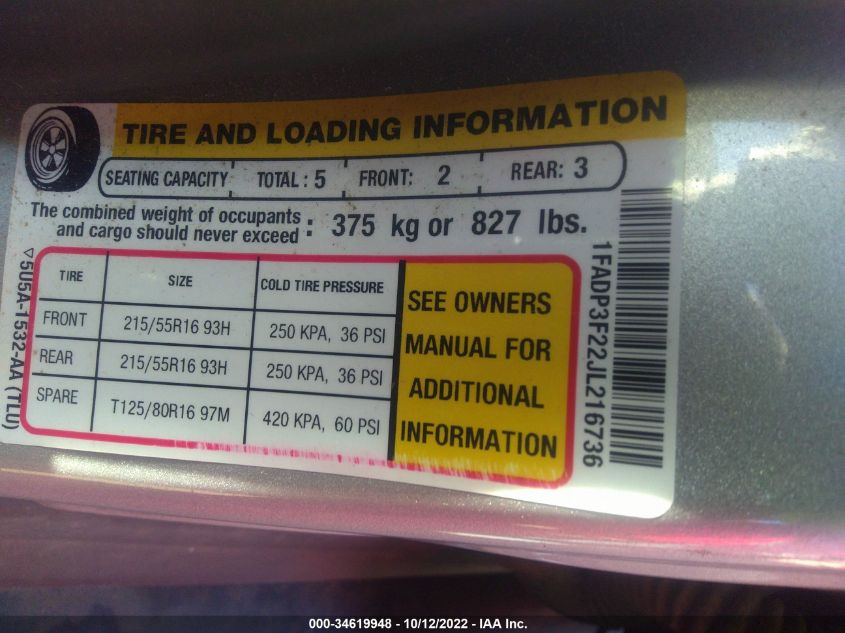 TIRE AND LOADING INFORMATION
SEATING CAPACITY TOTAL : 5 FRONT: 2 REAR: 3
The combined weight of occupants
and cargo should never exceed : 375 kg or 827 lbs.
TIRE SIZE COLD TIRE PRESSURE
FRONT 215/55R16 93H 250 KPA, 36 PSI
REAR 215/55R16 93H 250 KPA, 36 PSI
SPARE T125/80R16 97M 420 KPA, 60 PSI
SEE OWNERS
MANUAL FOR
ADDITIONAL
INFORMATION
5U5A-1532-AA (TLU)
1FADP3F22JL216736
000-34619948 - 10/12/2022 - IAA Inc.